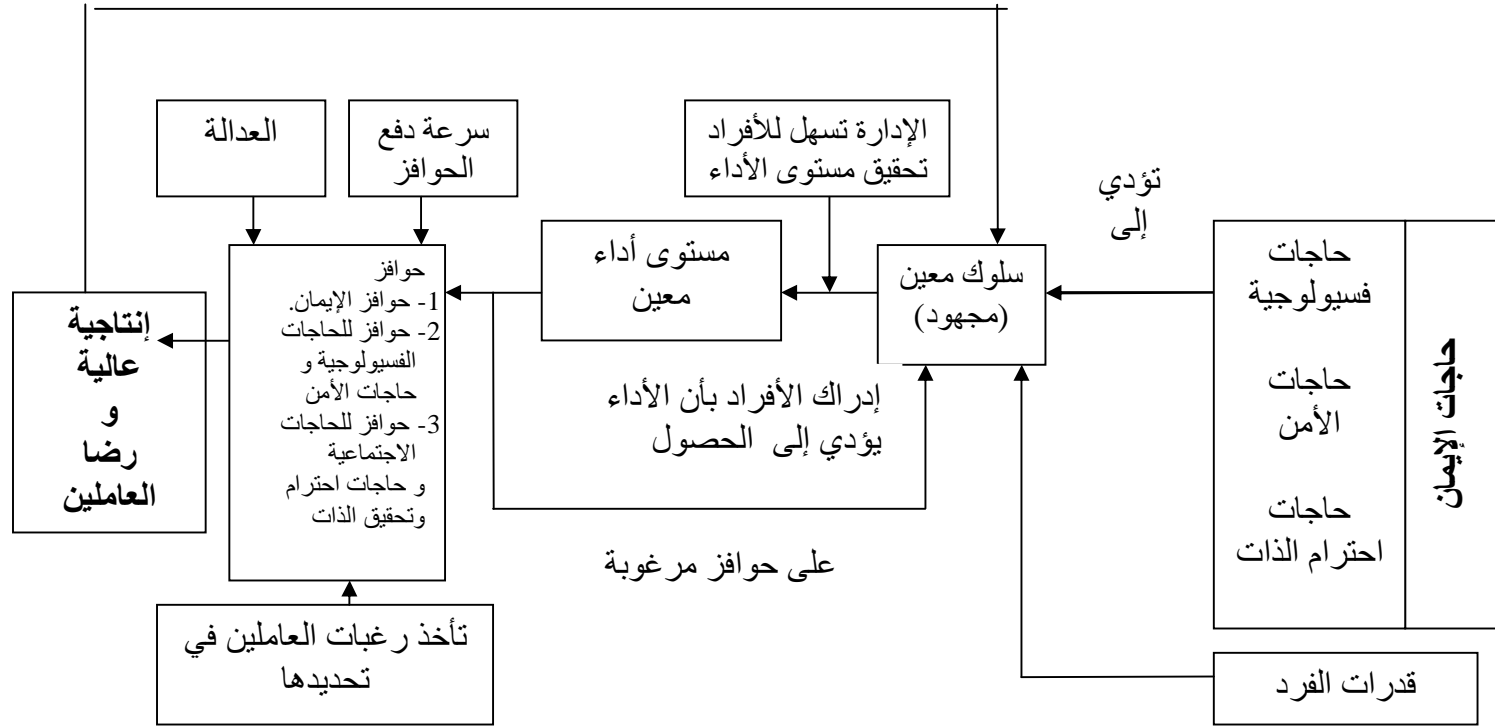 العدالة
سرعة دفع
الحوافز
الإدارة تسهل للأفراد
تحقيق مستوى الأداء
تؤدي
إلى
حاجات الإيمان
حاجات
فسيولوجية
حاجات
الأمن
حاجات
احترام الذات
قدرات الفرد
سلوك معين
(مجهود)
مستوى أداء
معين
إدراك الأفراد بأن الأداء
يؤدي إلى الحصول
على حوافز مرغوبة
حوافز
1- حوافز الإيمان.
2- حوافز للحاجات
الفسيولوجية و
حاجات الأمن
3- حوافز للحاجات
الاجتماعية
و حاجات احترام
وتحقيق الذات
تأخذ رغبات العاملين في
تحديدها
إنتاجية
عالية
و
رضا
العاملين